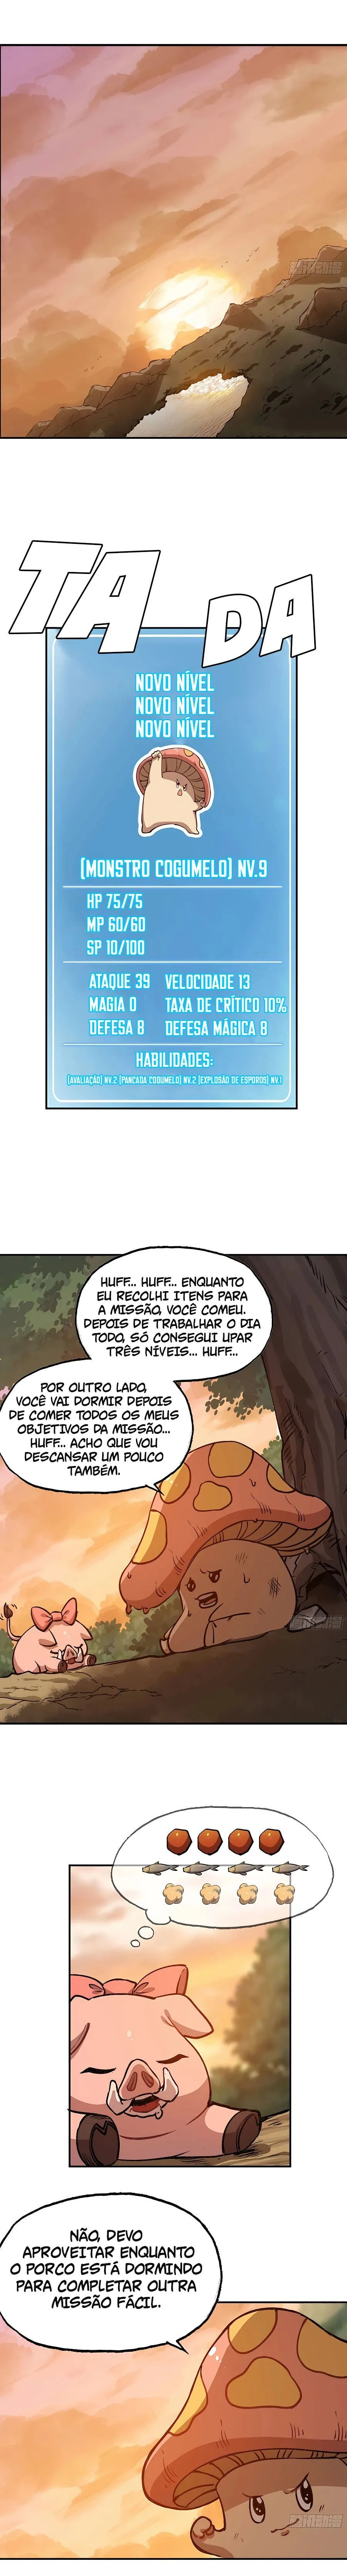 TA DA
NOVO NÍVEL
NOVO NÍVEL
NOVO NÍVEL
(MONSTRO COGUMELO) NV.9
HP 75/75
MP 60/60
SP 10/100
ATAQUE 39 VELOCIDADE 13
MAGIA 0 TAXA DE CRÍTICO 10%
DEFESA 8 DEFESA MÁGICA 8
HABILIDADES:
(AVALIAÇÃO) NV.2 (PANCADA COGUMELO) NV.2 (EXPLOSÃO DE ESPOROS) NV.1
HUFF... HUFF... ENQUANTO
EU RECOLHI ITENS PARA
A MISSÃO, VOCÊ COMEU.
DEPOIS DE TRABALHAR O DIA
TODO, SÓ CONSEGUI UPAR
TRÊS NÍVEIS... HUFF...
POR OUTRO LADO,
VOCÊ VAI DORMIR DEPOIS
DE COMER TODOS OS MEUS
OBJETIVOS DA MISSÃO...
HUFF... ACHO QUE VOU
DESCANSAR UM POUCO
TAMBÉM.
NÃO, DEVO
APROVEITAR ENQUANTO
O PORCO ESTÁ DORMINDO
PARA COMPLETAR OUTRA
MISSÃO FÁCIL.